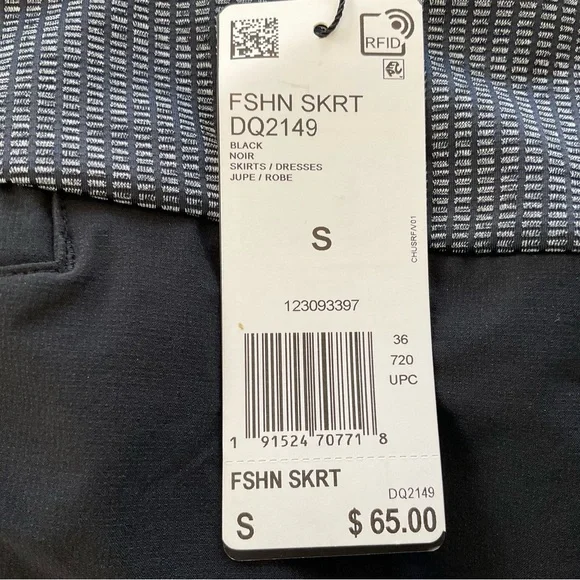 RFID
FSHN SKRT
DQ2149
BLACK
NOIR
SKIRTS / DRESSES
JUPE / ROBE
S
CHUSRF/V01
123093397
36
720
UPC
1 91524 70771 8
FSHN SKRT
DQ2149
S
$ 65.00